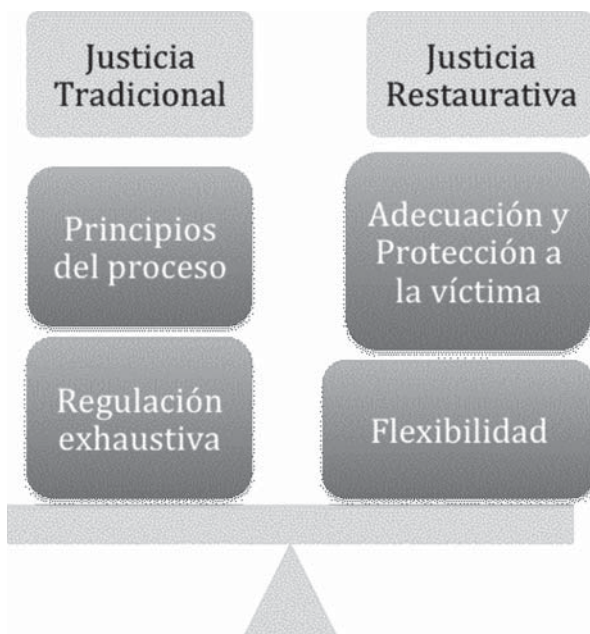 Justicia
Tradicional
Justicia
Restaurativa
Principios
del proceso
Adecuación y
Protección a
la víctima
Regulación
exhaustiva
Flexibilidad